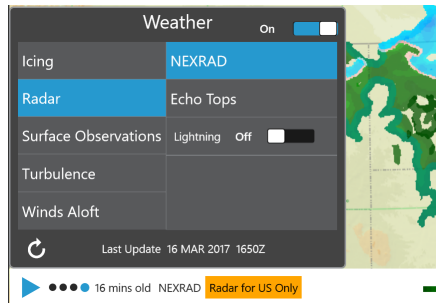 Weather On
Icing NEXRAD
Radar Echo Tops
Surface Observations Lightning Off
Turbulence
Winds Aloft
Last Update 16 MAR 2017 1650Z
16 mins old NEXRAD Radar for US Only